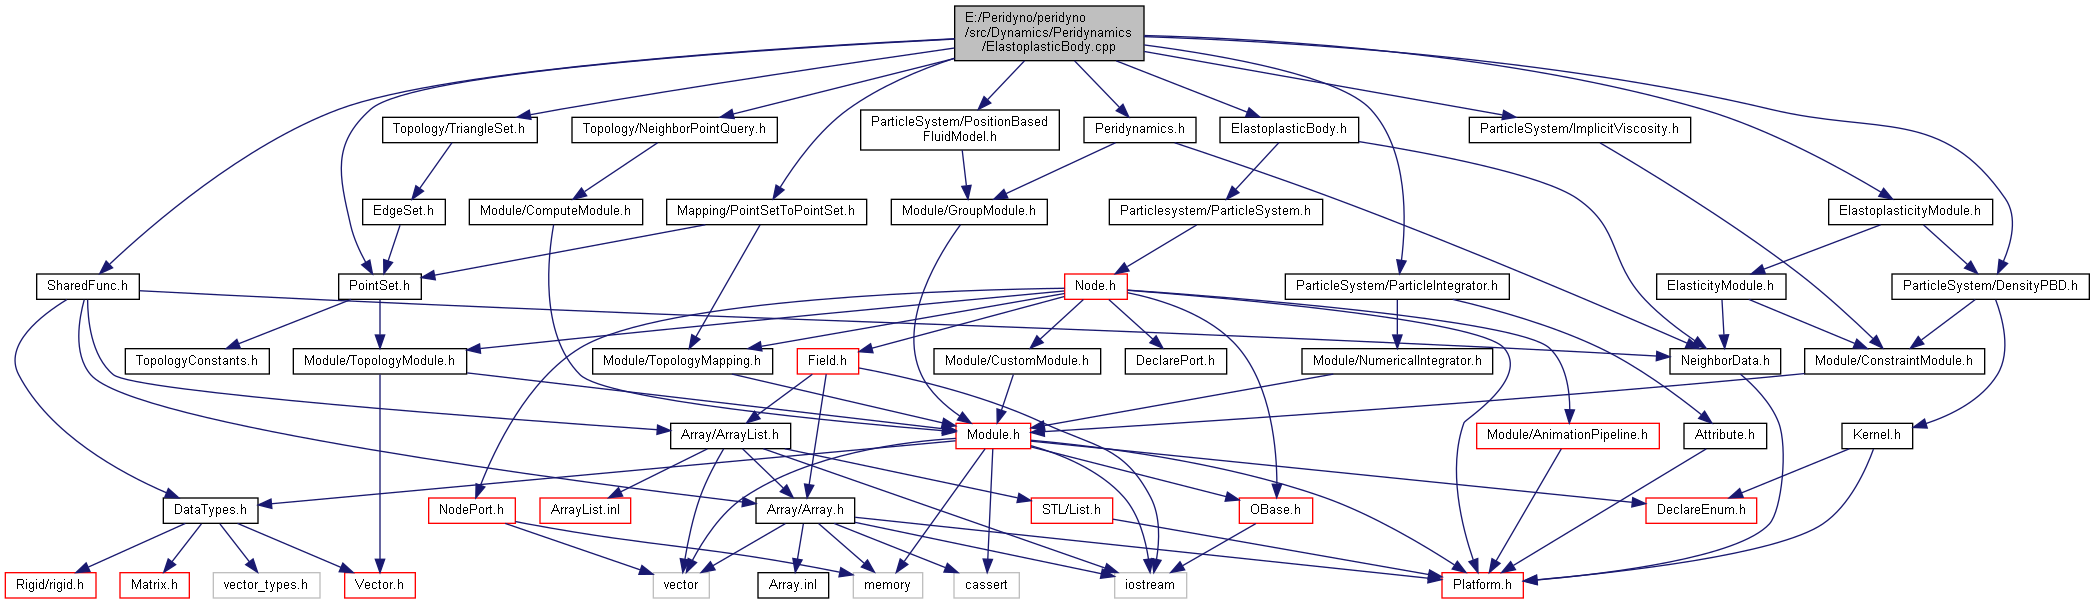 E:/Peridyno/peridyno
/src/Dynamics/Peridynamics
/ElastoplasticBody.cpp
Topology/TriangleSet.h
Topology/NeighborPointQuery.h
ParticleSystem/PositionBased
FluidModel.h
Peridynamics.h
ElastoplasticBody.h
ParticleSystem/ImplicitViscosity.h
EdgeSet.h
Module/ComputeModule.h
Mapping/PointSetToPointSet.h
Module/GroupModule.h
Particlesystem/ParticleSystem.h
ElastoplasticityModule.h
SharedFunc.h
PointSet.h
Node.h
ParticleSystem/ParticleIntegrator.h
ElasticityModule.h
ParticleSystem/DensityPBD.h
TopologyConstants.h
Module/TopologyModule.h
Module/TopologyMapping.h
Field.h
Module/CustomModule.h
DeclarePort.h
Module/NumericalIntegrator.h
NeighborData.h
Module/ConstraintModule.h
Array/ArrayList.h
Module.h
Module/AnimationPipeline.h
Attribute.h
Kernel.h
DataTypes.h
NodePort.h
ArrayList.inl
Array/Array.h
STL/List.h
OBase.h
DeclareEnum.h
Rigid/rigid.h
Matrix.h
vector_types.h
Vector.h
vector
Array.inl
memory
cassert
iostream
Platform.h